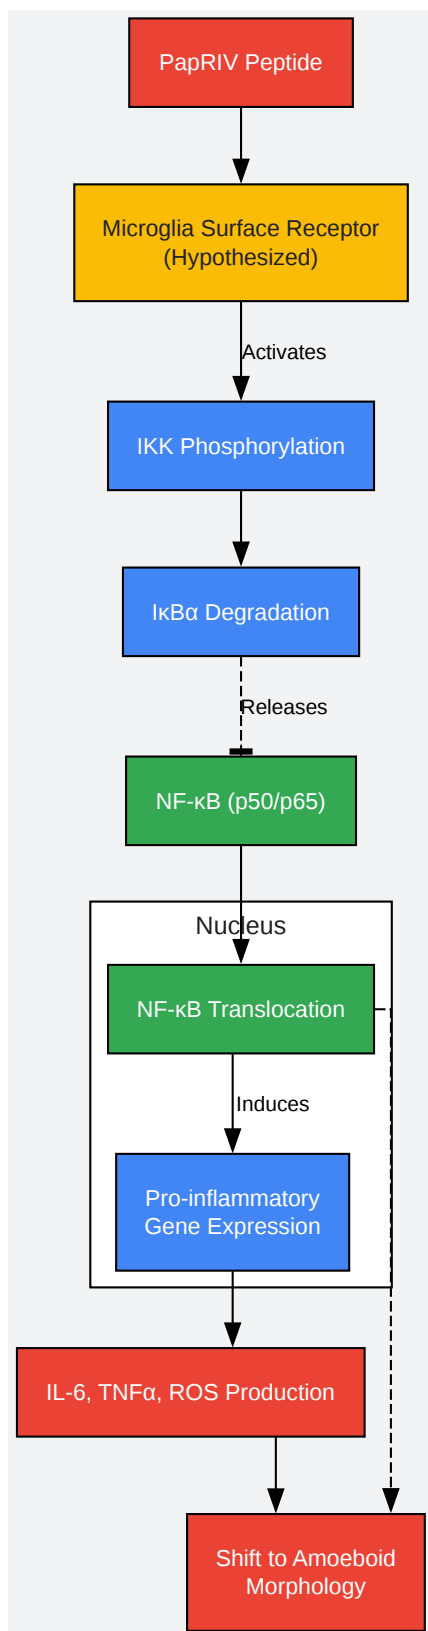 PapRIV Peptide
Microglia Surface Receptor
(Hypothesized)
Activates
IKK Phosphorylation
IκBα Degradation
Releases
NF-κB (p50/p65)
Nucleus
NF-κB Translocation
Induces
Pro-inflammatory
Gene Expression
IL-6, TNFα, ROS Production
Shift to Amoeboid
Morphology